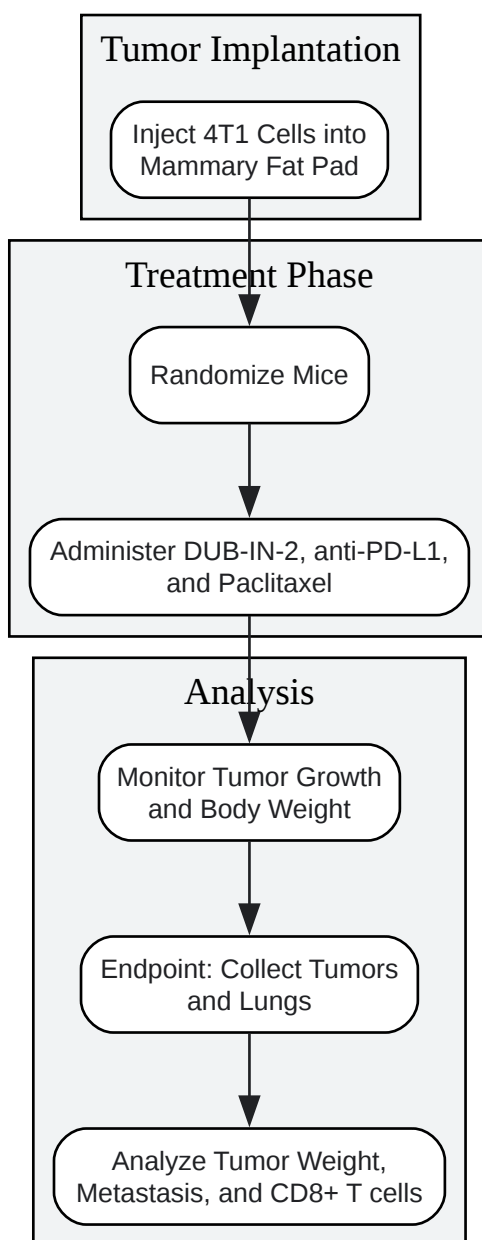 Tumor Implantation
Inject 4T1 Cells into
Mammary Fat Pad
Treatment Phase
Randomize Mice
Administer DUB-IN-2, anti-PD-L1,
and Paclitaxel
Analysis
Monitor Tumor Growth
and Body Weight
Endpoint: Collect Tumors
and Lungs
Analyze Tumor Weight,
Metastasis, and CD8+ T cells